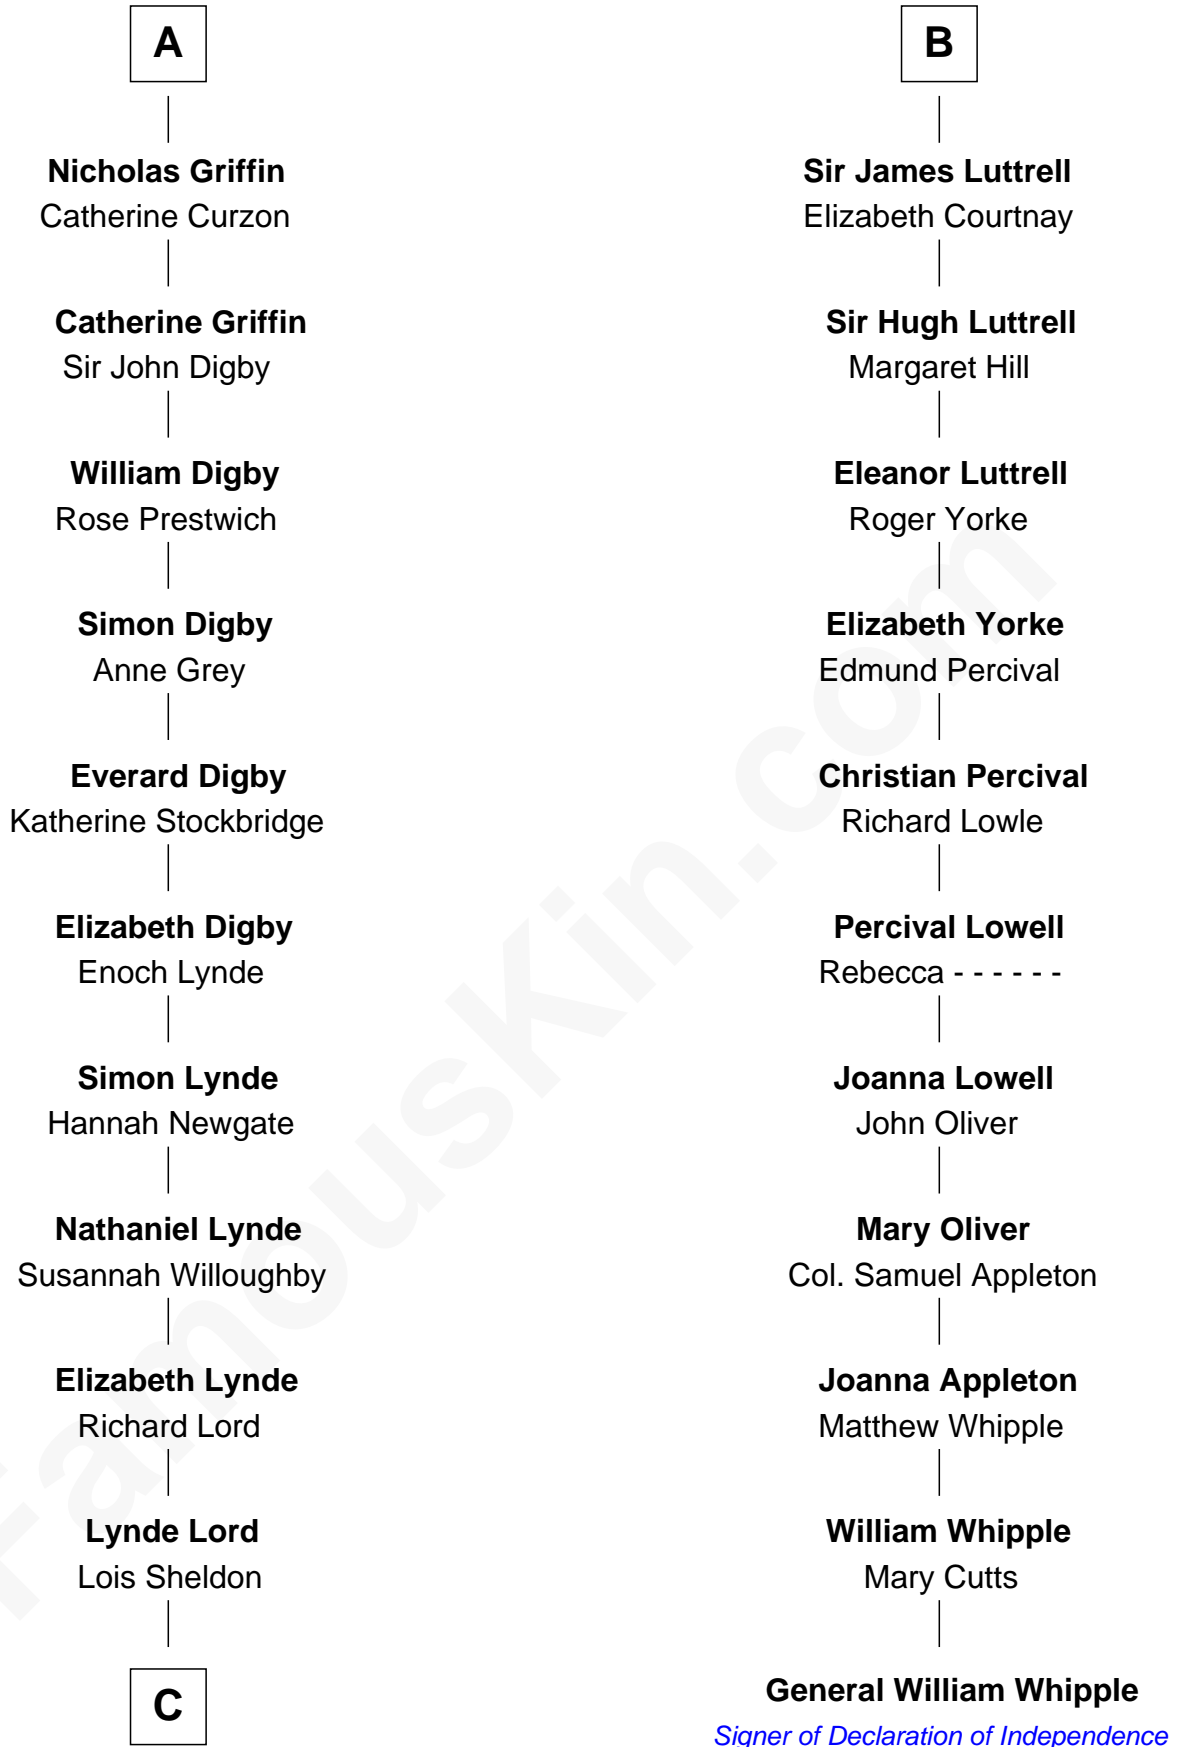 A
Nicholas Griffin
Catherine Curzon
Catherine Griffin
Sir John Digby
William Digby
Rose Prestwich
Simon Digby
Anne Grey
Everard Digby
Katherine Stockbridge
Elizabeth Digby
Enoch Lynde
Simon Lynde
Hannah Newgate
Nathaniel Lynde
Susannah Willoughby
Elizabeth Lynde
Richard Lord
Lynde Lord
Lois Sheldon
C
B
Sir James Luttrell
Elizabeth Courtnay
Sir Hugh Luttrell
Margaret Hill
Eleanor Luttrell
Roger Yorke
Elizabeth Yorke
Edmund Percival
Christian Percival
Richard Lowle
Percival Lowell
Rebecca - - - - - -
Joanna Lowell
John Oliver
Mary Oliver
Col. Samuel Appleton
Joanna Appleton
Matthew Whipple
William Whipple
Mary Cutts
General William Whipple
Signer of Declaration of Independence
FamousKin.com